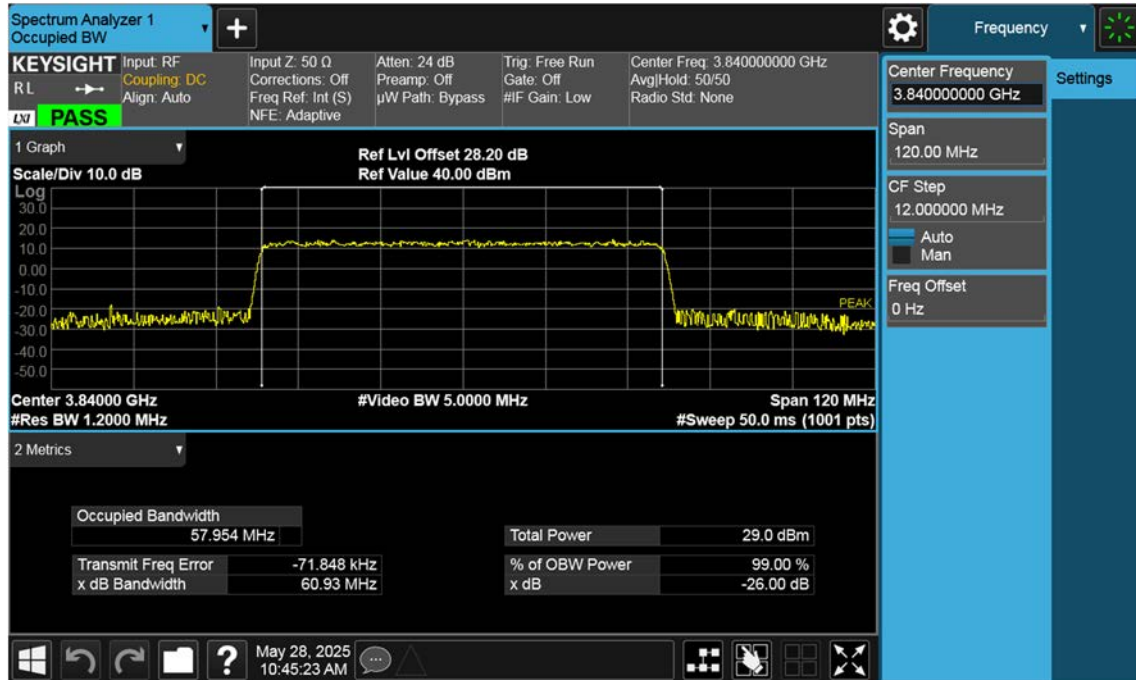 Spectrum Analyzer 1
Occupied BW
+
Frequency
KEYSIGHT
RL
LXI
PASS
Input: RF
Coupling: DC
Align: Auto
Input Z: 50 Ω
Corrections: Off
Freq Ref: Int (S)
NFE: Adaptive
Atten: 24 dB
Preamp: Off
µW Path: Bypass
Trig: Free Run
Gate: Off
#IF Gain: Low
Center Freq: 3.840000000 GHz
Avg|Hold: 50/50
Radio Std: None
Center Frequency
3.840000000 GHz
Settings
Span
120.00 MHz
CF Step
12.000000 MHz
Auto
Man
Freq Offset
0 Hz
1 Graph
Scale/Div 10.0 dB
Ref Lvl Offset 28.20 dB
Ref Value 40.00 dBm
Log
30.0
20.0
10.0
0.00
-10.0
-20.0
-30.0
-40.0
-50.0
PEAK
Center 3.84000 GHz
#Video BW 5.0000 MHz
Span 120 MHz
#Res BW 1.2000 MHz
#Sweep 50.0 ms (1001 pts)
2 Metrics
Occupied Bandwidth
57.954 MHz
Total Power 29.0 dBm
Transmit Freq Error -71.848 kHz
% of OBW Power 99.00 %
x dB Bandwidth 60.93 MHz
x dB -26.00 dB
?
May 28, 2025
10:45:23 AM